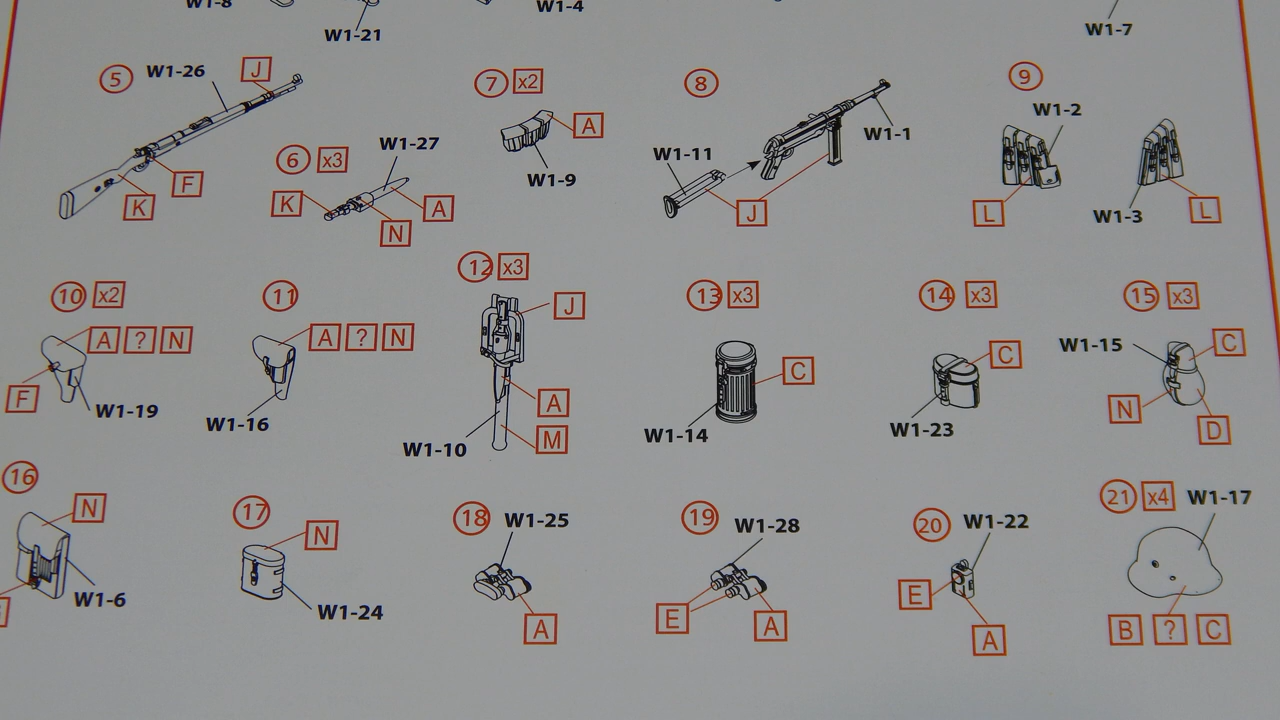 W1-8
W1-21
W1-4
W1-7
5 W1-26 J
F
K
6 x3 W1-27
K
A
N
7 x2
A
W1-9
8
W1-1
W1-11
J
9
W1-2
L
W1-3
L
10 x2
A ? N
F
W1-19
11
A ? N
W1-16
12 x3
J
A
M
W1-10
13 x3
C
W1-14
14 x3
C
W1-23
15 x3
W1-15
C
N
D
16
N
W1-6
17
N
W1-24
18 W1-25
A
19 W1-28
E
A
20 W1-22
E
A
21 x4 W1-17
B ? C